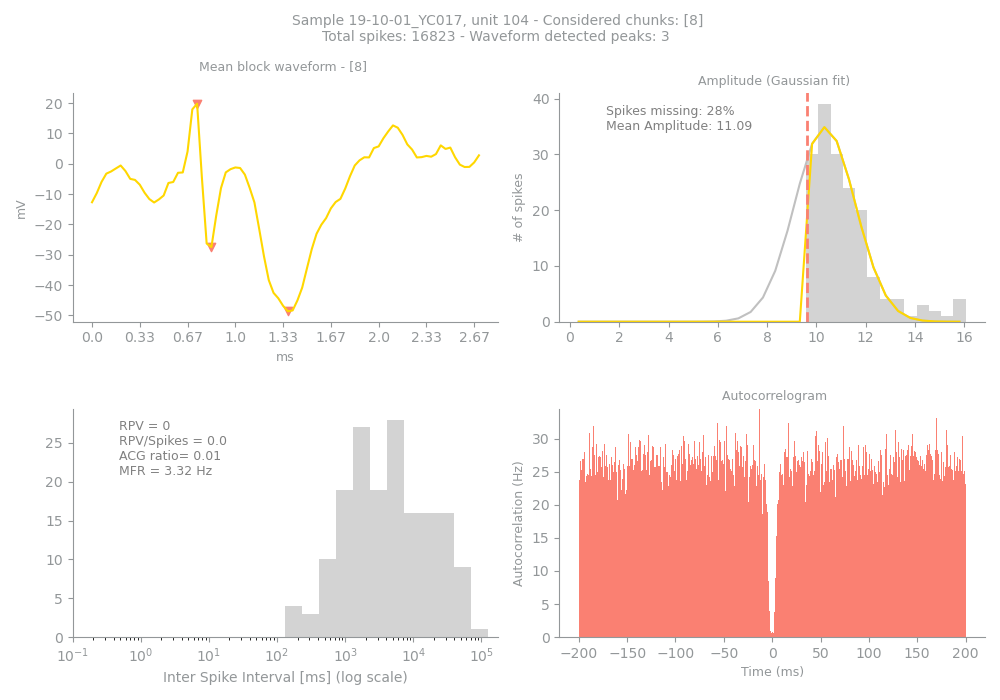 Sample 19-10-01_YC017, unit 104 - Considered chunks: [8]
Total spikes: 16823 - Waveform detected peaks: 3
Mean block waveform - [8]
20
10
0
−10
−20
−30
−40
−50
mV
0.0 0.33 0.67 1.0 1.33 1.67 2.0 2.33 2.67
ms
Amplitude (Gaussian fit)
Spikes missing: 28%
Mean Amplitude: 11.09
40
30
20
10
0
# of spikes
0 2 4 6 8 10 12 14 16
RPV = 0
RPV/Spikes = 0.0
ACG ratio= 0.01
MFR = 3.32 Hz
25
20
15
10
5
0
10⁻¹ 10⁰ 10¹ 10² 10³ 10⁴ 10⁵
Inter Spike Interval [ms] (log scale)
Autocorrelogram
30
25
20
15
10
5
0
Autocorrelation (Hz)
−200 −150 −100 −50 0 50 100 150 200
Time (ms)